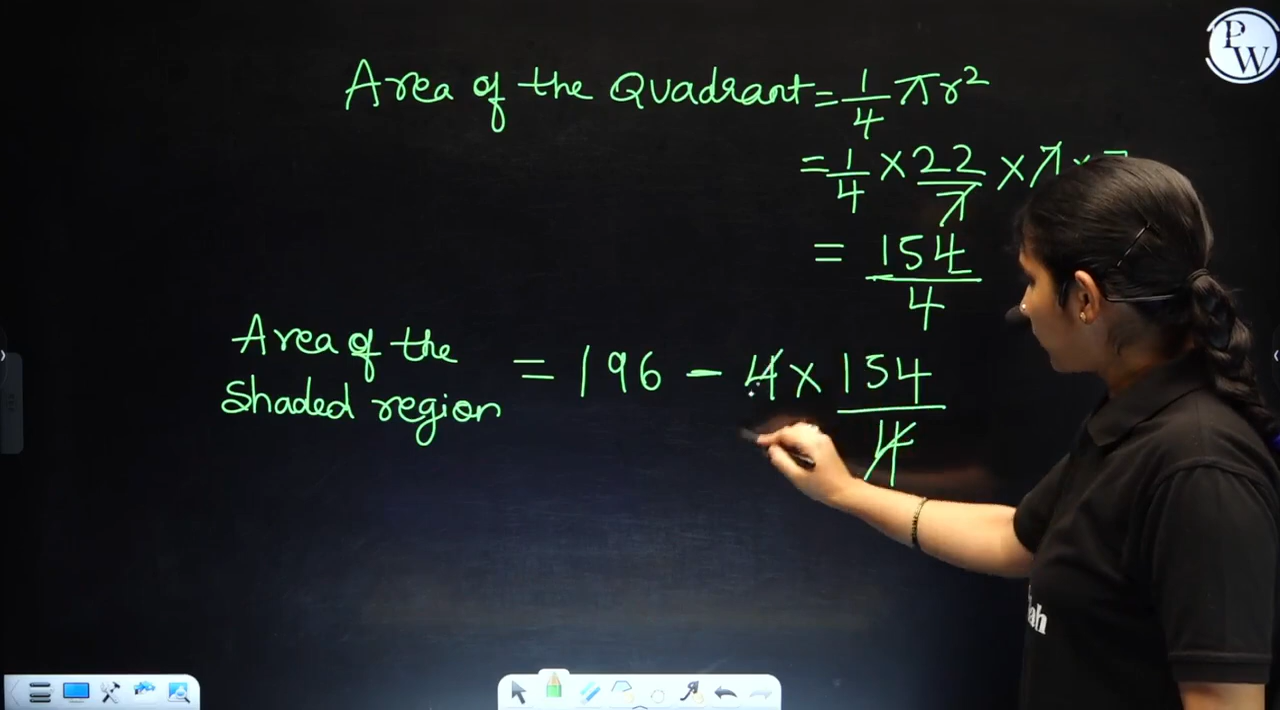 PW
Area of the Quadrant = 1/4 πr²
= 1/4 × 22/7 × 7 ×
= 154/4
Area of the shaded region = 196 - 4 × 154/4